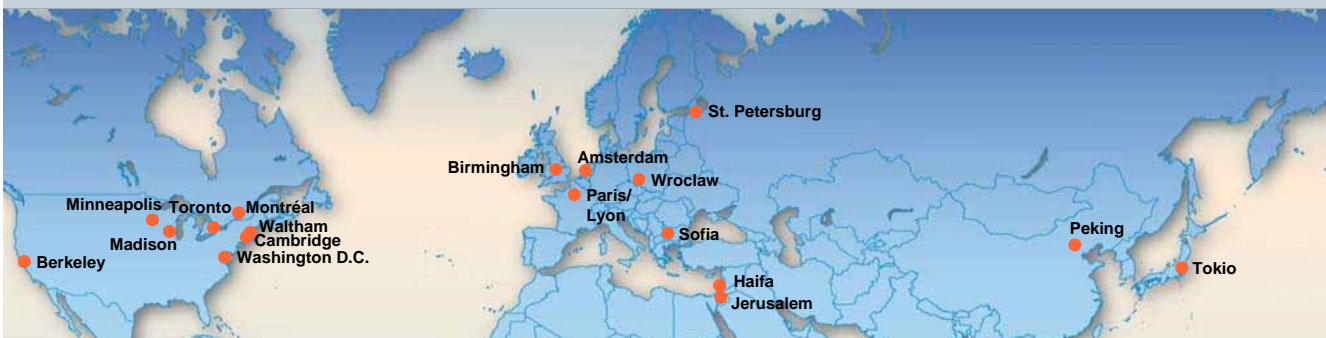 St. Petersburg
Birmingham
Amsterdam
Wroclaw
Paris/
Lyon
Minneapolis
Toronto
Montréal
Madison
Waltham
Cambridge
Washington D.C.
Berkeley
Sofia
Peking
Tokio
Haifa
Jerusalem